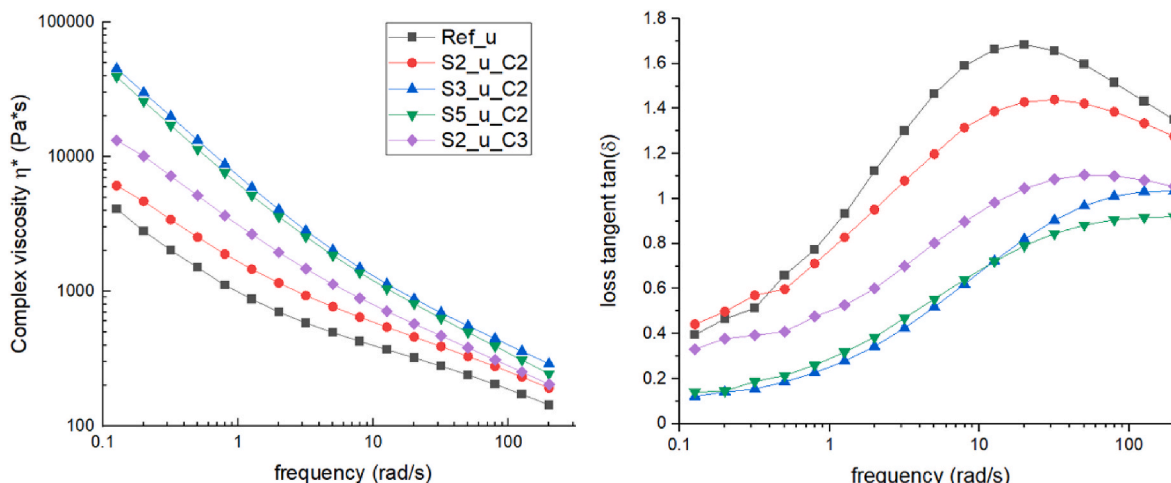 Complex viscosity η* (Pa*s)
100000
10000
1000
100
0.1
1
10
100
frequency (rad/s)
Ref_u
S2_u_C2
S3_u_C2
S5_u_C2
S2_u_C3
loss tangent tan(δ)
1.8
1.6
1.4
1.2
1
0.8
0.6
0.4
0.2
0
0.1
1
10
100
frequency (rad/s)